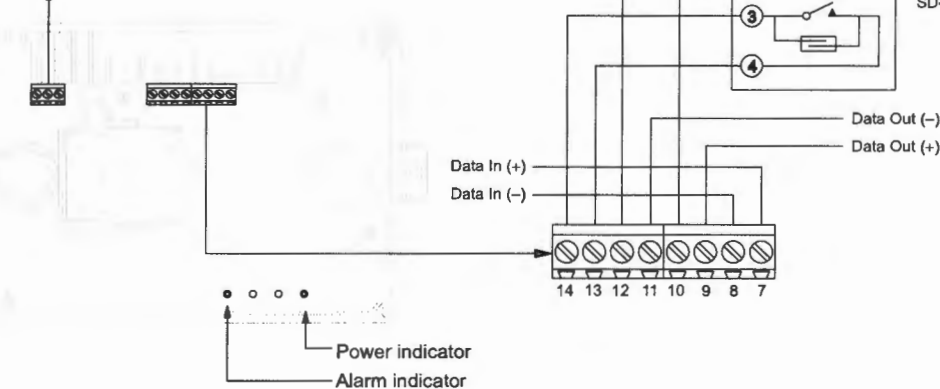 SD-
3
4
Data Out (–)
Data Out (+)
Data In (+)
Data In (–)
14 13 12 11 10 9 8 7
Power indicator
Alarm indicator